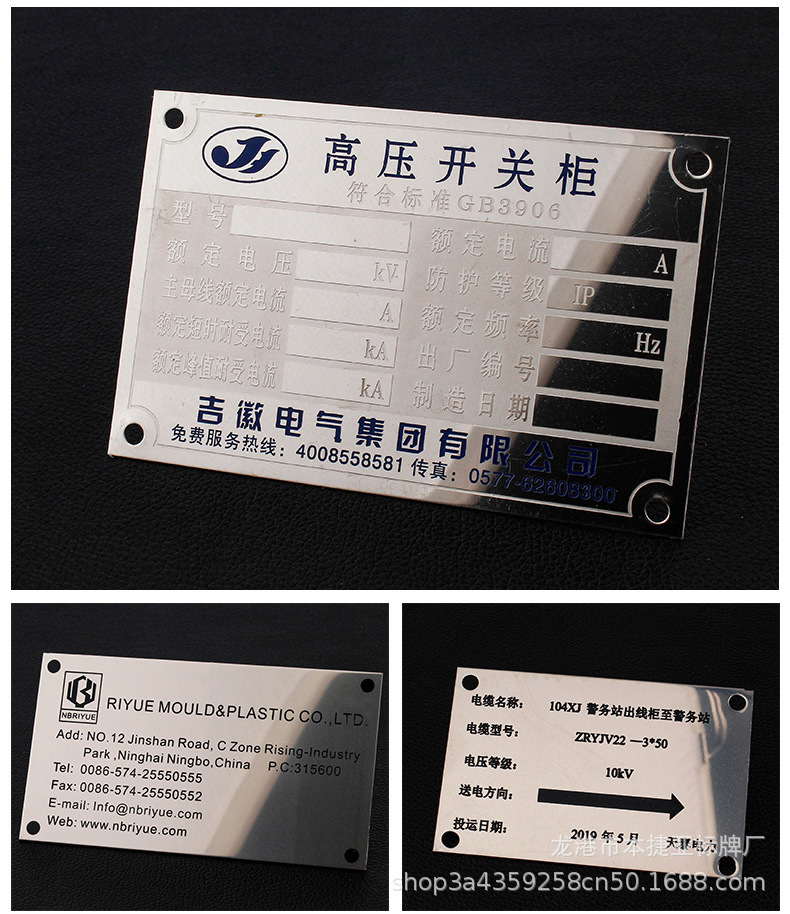 高压开关柜
符合标准GB3906
型号
额定电流 A
额定电压 kV
防护等级 IP
主母线额定电流 A
额定频率 Hz
额定短时耐受电流 kA
出厂编号
额定峰值耐受电流 kA
制造日期
吉徽电气集团有限公司
免费服务热线：4008558581 传真：0577-62608300
NBRIYUE
RIYUE MOULD&PLASTIC CO.,LTD.
Add: NO.12 Jinshan Road, C Zone Rising-Industry
Park ,Ninghai Ningbo,China P.C:315600
Tel: 0086-574-25550555
Fax: 0086-574-25550552
E-mail: Info@nbriyue.com
Web: www.nbriyue.com
电缆名称： 104XJ 警务站出线柜至警务站
电缆型号： ZRYJV22 —3*50
电压等级： 10kV
送电方向：
投运日期： 2019 年 5 月 天豫电力
龙港市本捷亚标牌厂
shop3a4359258cn50.1688.com